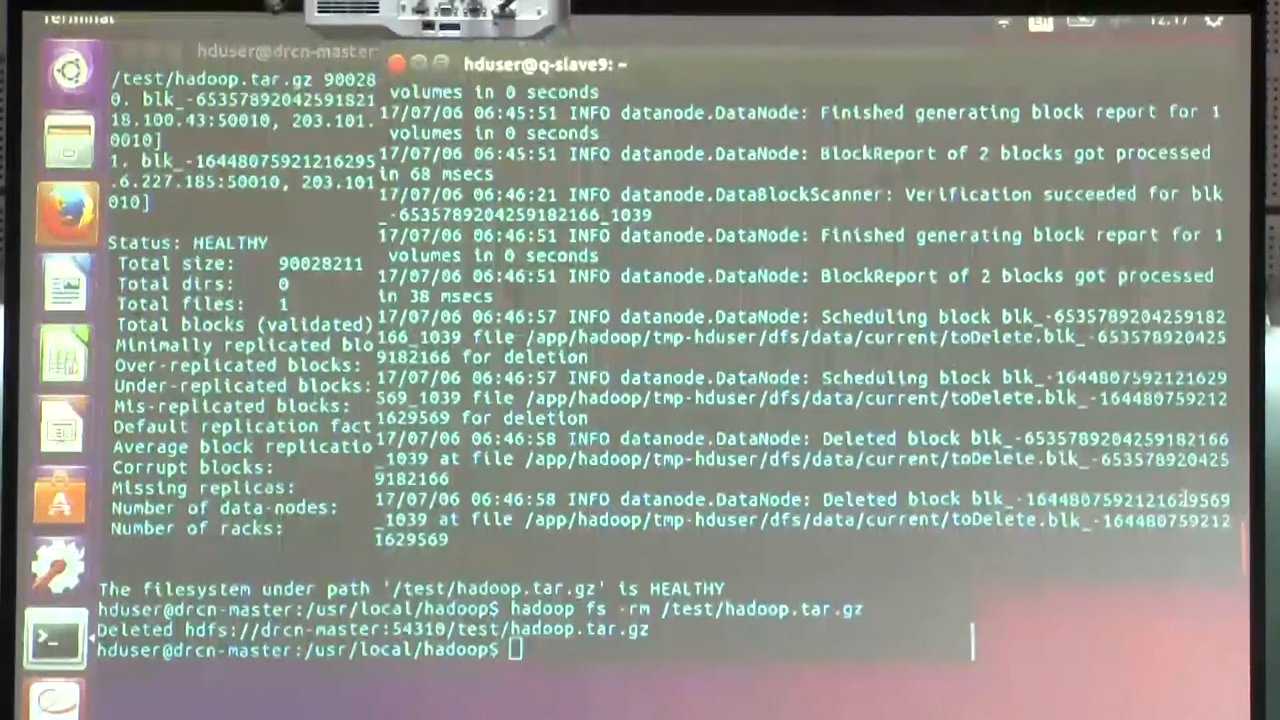 Terminal
12:17
hduser@drcn-master
/test/hadoop.tar.gz 90028
0. blk_-65357892042591821
18.100.43:50010, 203.101.
0010]
1. blk_-16448075921216295
.6.227.185:50010, 203.101
010]
Status: HEALTHY
Total size: 90028211
Total dirs: 0
Total files: 1
Total blocks (validated)
Minimally replicated blo
Over-replicated blocks:
Under-replicated blocks:
Mis-replicated blocks:
Default replication fact
Average block replicatio
Corrupt blocks:
Missing replicas:
Number of data-nodes:
Number of racks:
The filesystem under path '/test/hadoop.tar.gz' is HEALTHY
hduser@drcn-master:/usr/local/hadoop$ hadoop fs -rm /test/hadoop.tar.gz
Deleted hdfs://drcn-master:54310/test/hadoop.tar.gz
hduser@drcn-master:/usr/local/hadoop$
hduser@q-slave9: ~
volumes in 0 seconds
17/07/06 06:45:51 INFO datanode.DataNode: Finished generating block report for 1
volumes in 0 seconds
17/07/06 06:45:51 INFO datanode.DataNode: BlockReport of 2 blocks got processed
in 68 msecs
17/07/06 06:46:21 INFO datanode.DataBlockScanner: Verification succeeded for blk
_-6535789204259182166_1039
17/07/06 06:46:51 INFO datanode.DataNode: Finished generating block report for 1
volumes in 0 seconds
17/07/06 06:46:51 INFO datanode.DataNode: BlockReport of 2 blocks got processed
in 38 msecs
17/07/06 06:46:57 INFO datanode.DataNode: Scheduling block blk_-6535789204259182
166_1039 file /app/hadoop/tmp-hduser/dfs/data/current/toDelete.blk_-653578920425
9182166 for deletion
17/07/06 06:46:57 INFO datanode.DataNode: Scheduling block blk_-1644807592121629
569_1039 file /app/hadoop/tmp-hduser/dfs/data/current/toDelete.blk_-164480759212
1629569 for deletion
17/07/06 06:46:58 INFO datanode.DataNode: Deleted block blk_-6535789204259182166
_1039 at file /app/hadoop/tmp-hduser/dfs/data/current/toDelete.blk_-653578920425
9182166
17/07/06 06:46:58 INFO datanode.DataNode: Deleted block blk_-1644807592121629569
_1039 at file /app/hadoop/tmp-hduser/dfs/data/current/toDelete.blk_-164480759212
1629569